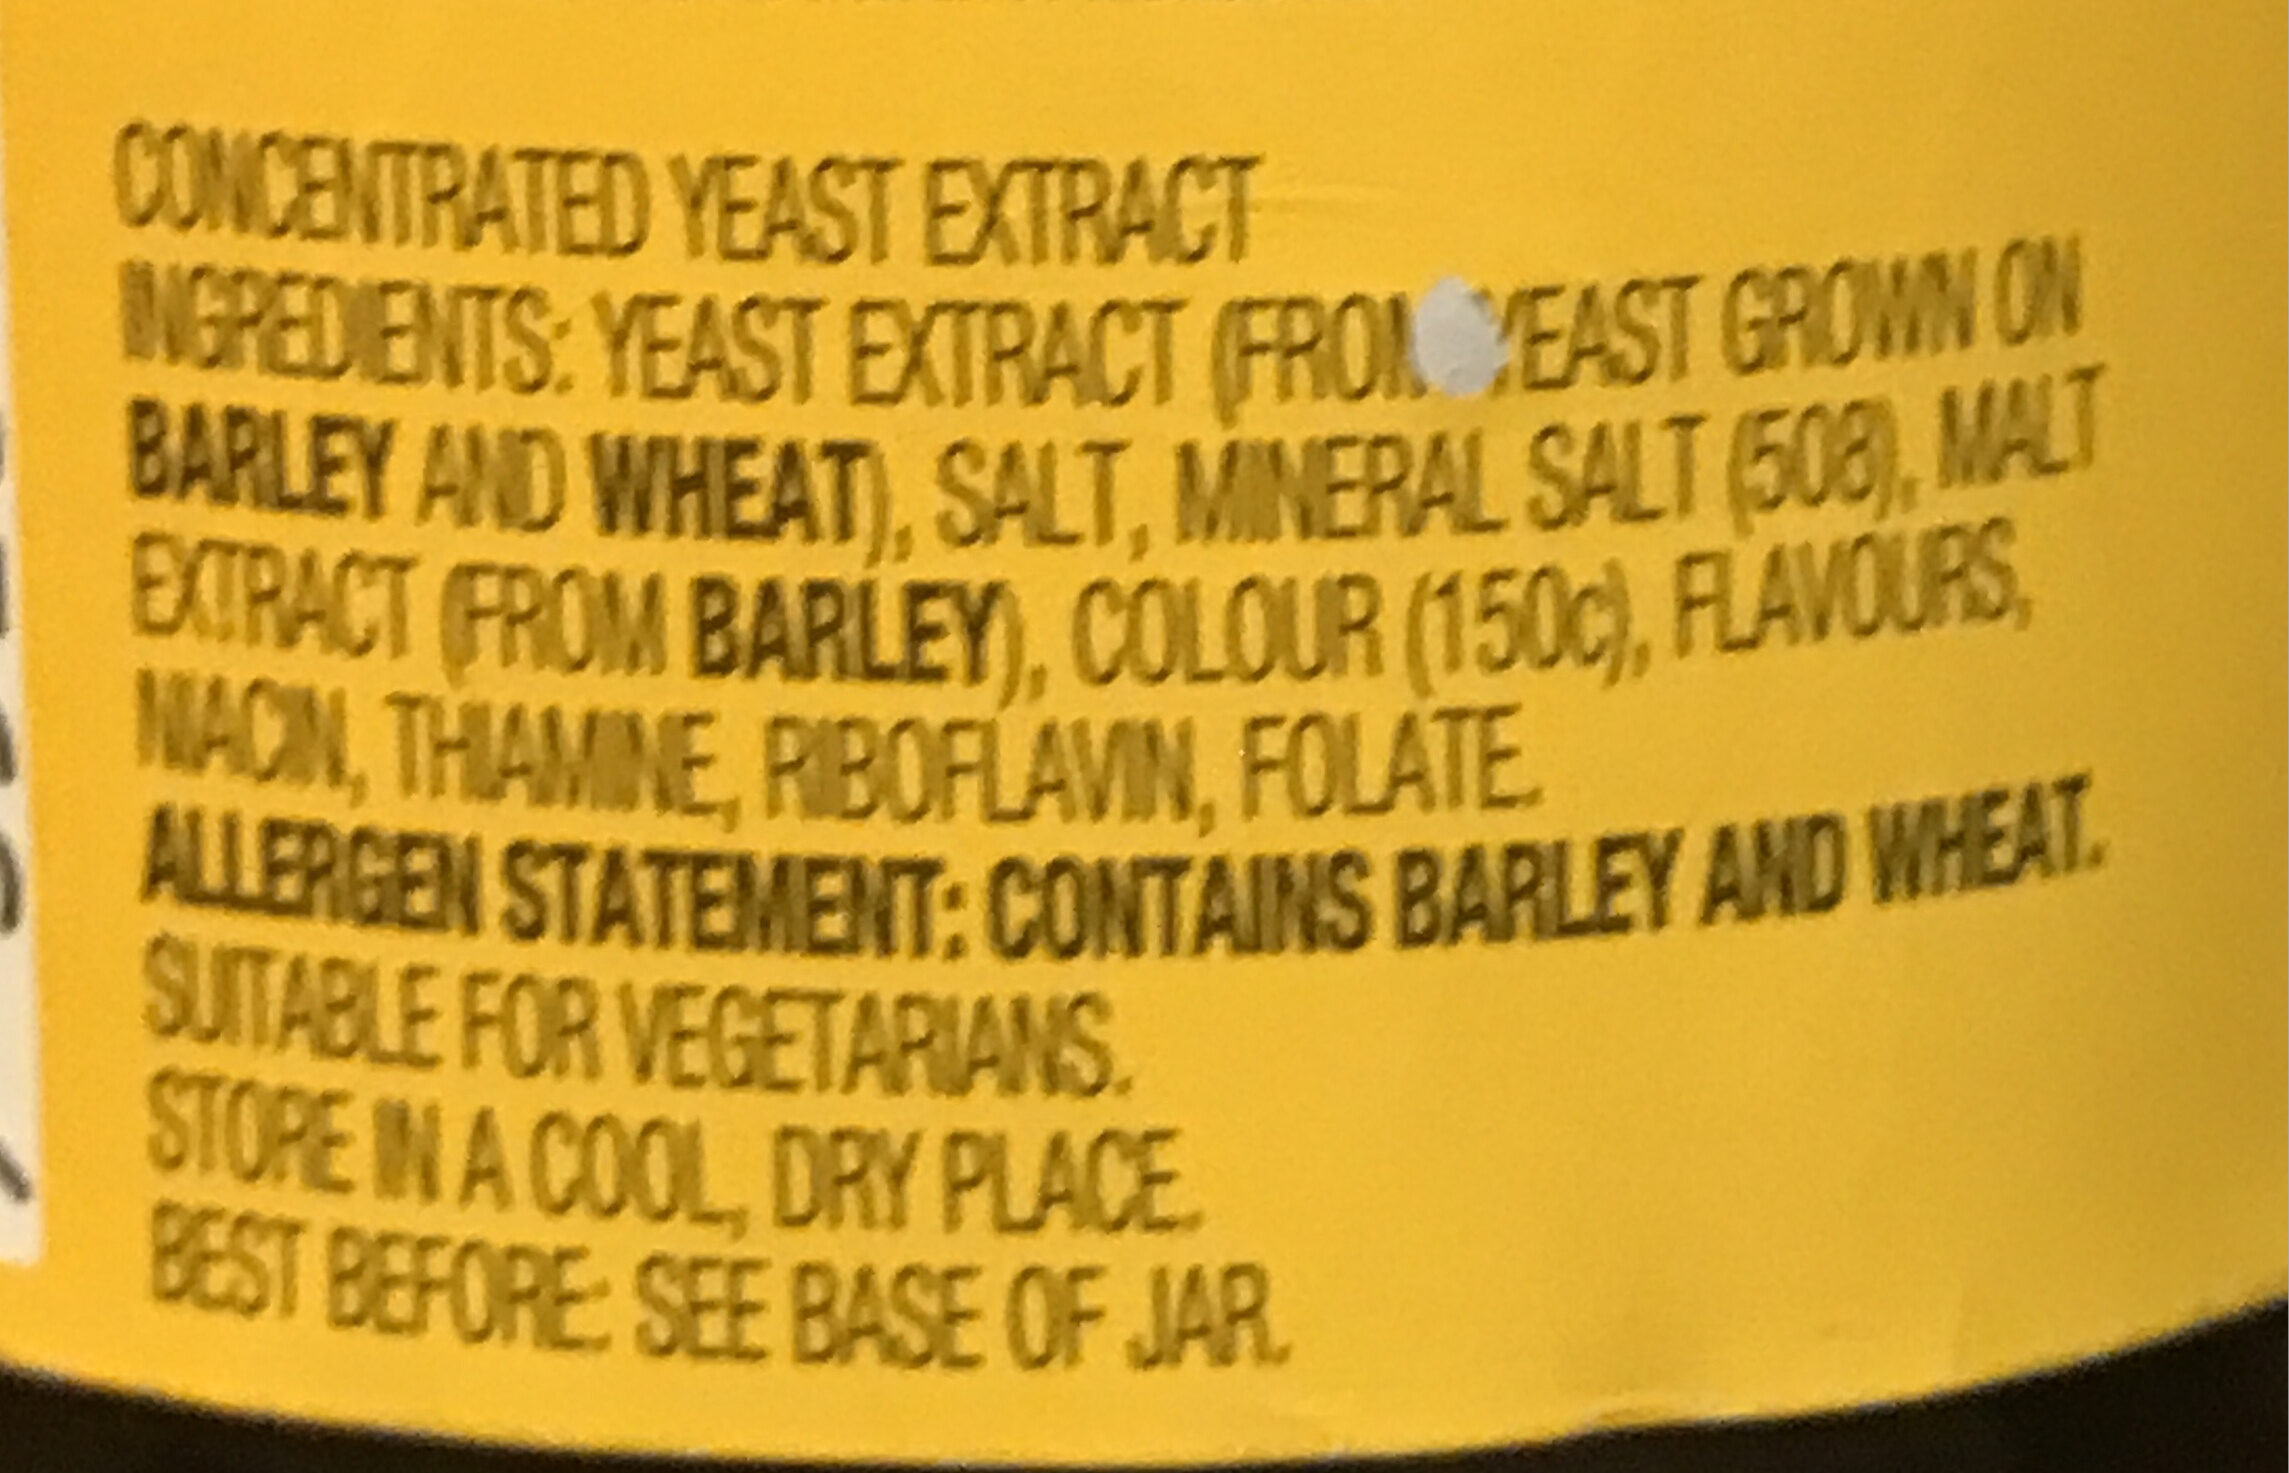 CONCENTRATED YEAST EXTRACT
INGREDIENTS: YEAST EXTRACT (FROM YEAST GROWN ON
BARLEY AND WHEAT), SALT, MINERAL SALT (508), MALT
EXTRACT (FROM BARLEY), COLOUR (150c), FLAVOURS,
NIACIN, THIAMINE, RIBOFLAVIN, FOLATE.
ALLERGEN STATEMENT: CONTAINS BARLEY AND WHEAT.
SUITABLE FOR VEGETARIANS.
STORE IN A COOL, DRY PLACE.
BEST BEFORE: SEE BASE OF JAR.